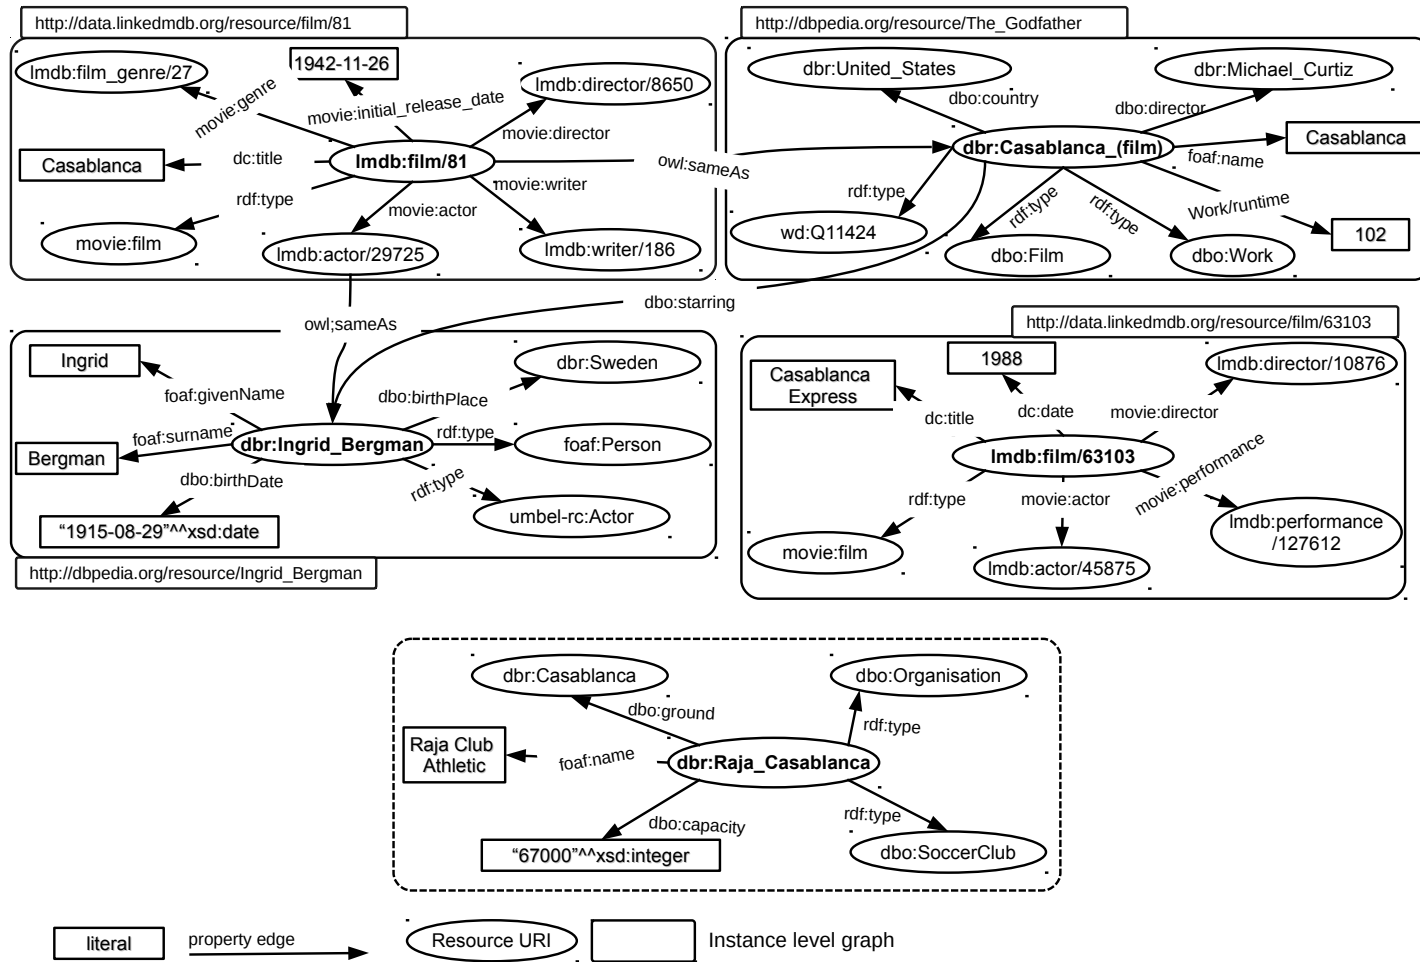 http://data.linkedmdb.org/resource/film/81
lmdb:film_genre/27
1942-11-26
lmdb:director/8650
movie:genre
movie:initial_release_date
movie:director
Casablanca
dc:title
lmdb:film/81
owl:sameAs
rdf:type
movie:actor
movie:writer
movie:film
lmdb:actor/29725
lmdb:writer/186
http://dbpedia.org/resource/The_Godfather
dbr:United_States
dbr:Michael_Curtiz
dbo:country
dbo:director
dbr:Casablanca_(film)
foaf:name
Casablanca
rdf:type
rdf:type
rdf:type
Work/runtime
wd:Q11424
dbo:Film
dbo:Work
102
owl;sameAs
dbo:starring
Ingrid
dbr:Sweden
foaf:givenName
dbo:birthPlace
foaf:surname
Bergman
dbr:Ingrid_Bergman
rdf:type
foaf:Person
dbo:birthDate
rdf:type
“1915-08-29”^^xsd:date
umbel-rc:Actor
http://dbpedia.org/resource/Ingrid_Bergman
http://data.linkedmdb.org/resource/film/63103
Casablanca
Express
1988
lmdb:director/10876
dc:title
dc:date
movie:director
lmdb:film/63103
rdf:type
movie:actor
movie:performance
movie:film
lmdb:actor/45875
lmdb:performance
/127612
dbr:Casablanca
dbo:Organisation
dbo:ground
rdf:type
Raja Club
Athletic
foaf:name
dbr:Raja_Casablanca
dbo:capacity
rdf:type
“67000”^^xsd:integer
dbo:SoccerClub
literal
property edge
Resource URI
Instance level graph